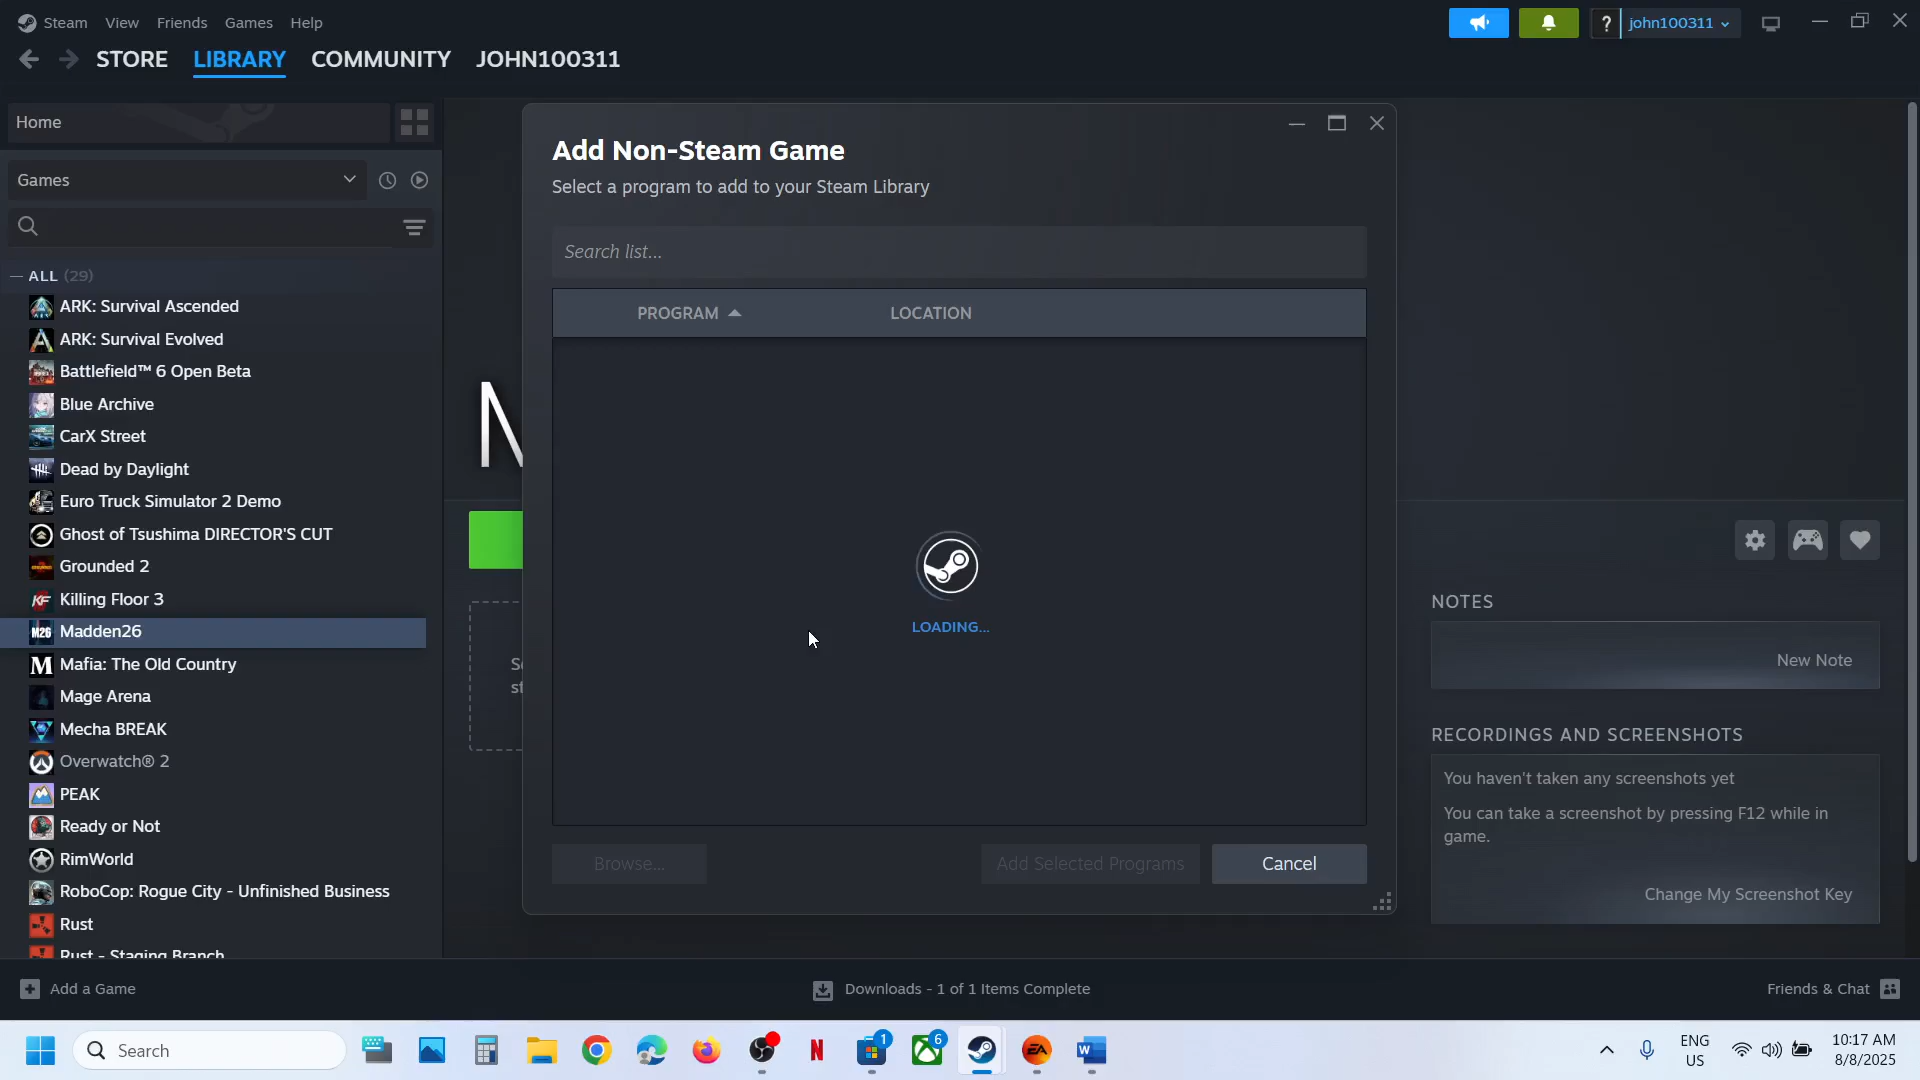 Steam View Friends Games Help
? john100311
STORE LIBRARY COMMUNITY JOHN100311
Home
Games
ALL (29)
ARK: Survival Ascended
ARK: Survival Evolved
Battlefield™ 6 Open Beta
Blue Archive
CarX Street
Dead by Daylight
Euro Truck Simulator 2 Demo
Ghost of Tsushima DIRECTOR'S CUT
Grounded 2
Killing Floor 3
Madden26
Mafia: The Old Country
Mage Arena
Mecha BREAK
Overwatch® 2
PEAK
Ready or Not
RimWorld
RoboCop: Rogue City - Unfinished Business
Rust
Rust - Staging Branch
Add Non-Steam Game
Select a program to add to your Steam Library
Search list...
PROGRAM LOCATION
LOADING...
Browse... Add Selected Programs Cancel
NOTES
New Note
RECORDINGS AND SCREENSHOTS
You haven't taken any screenshots yet
You can take a screenshot by pressing F12 while in
game.
Change My Screenshot Key
Add a Game
Downloads - 1 of 1 Items Complete
Friends & Chat
Search
1
6
ENG
US
10:17 AM
8/8/2025